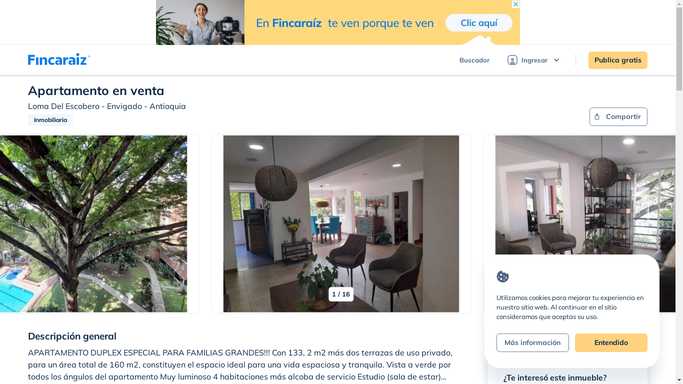 En Fincaraíz te ven porque te ven
Clic aquí
Fincaraiz
Buscador
Ingresar
Publica gratis
Apartamento en venta
Loma Del Escobero - Envigado - Antioquia
Inmobiliaria
Compartir
1 / 16
Utilizamos cookies para mejorar tu experiencia en
nuestro sitio web. Al continuar en el sitio
consideramos que aceptas su uso.
Más información
Entendido
Descripción general
APARTAMENTO DUPLEX ESPECIAL PARA FAMILIAS GRANDES!!! Con 133, 2 m2 más dos terrazas de uso privado,
para un área total de 160 m2, constituyen el espacio ideal para una vida espaciosa y tranquila. Vista a verde por
todos los ángulos del apartamento Muy luminoso 4 habitaciones más alcoba de servicio Estudio (sala de estar)...
¿Te interesó este inmueble?